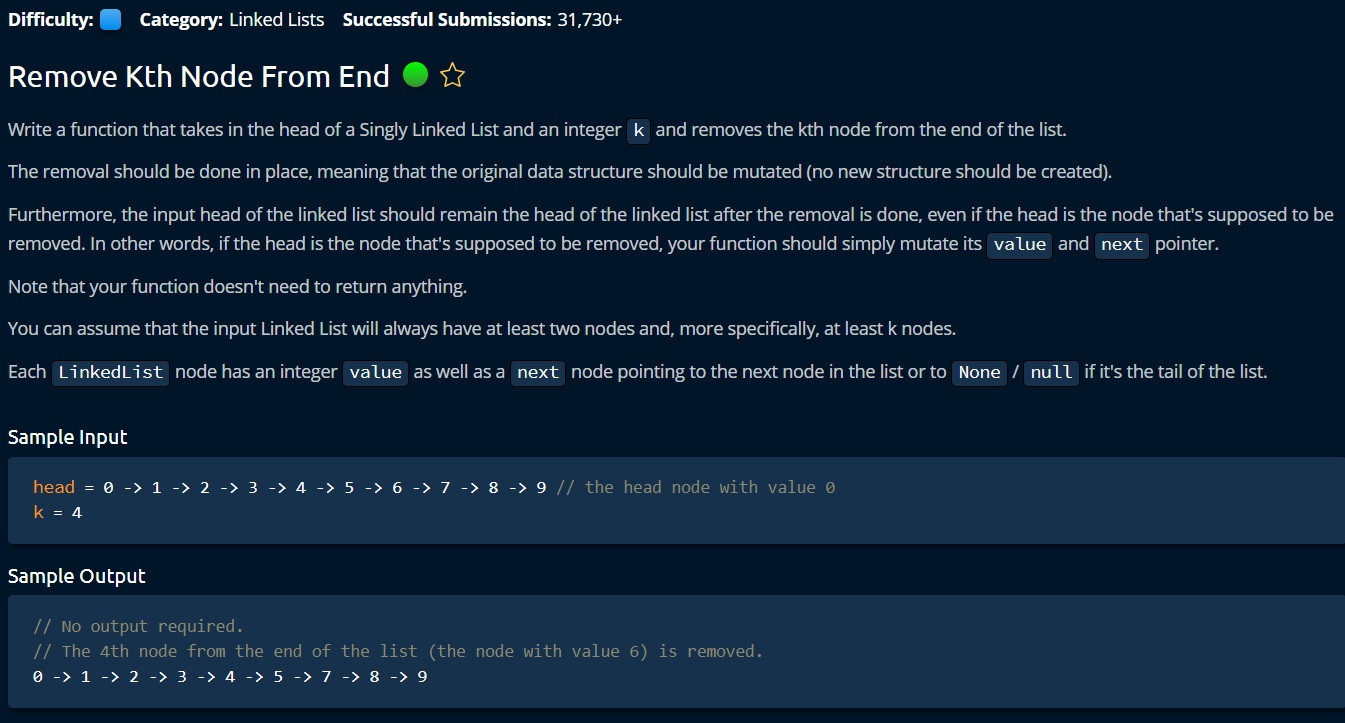 Difficulty: Category: Linked Lists Successful Submissions: 31,730+
Remove Kth Node From End
Write a function that takes in the head of a Singly Linked List and an integer k and removes the kth node from the end of the list.
The removal should be done in place, meaning that the original data structure should be mutated (no new structure should be created).
Furthermore, the input head of the linked list should remain the head of the linked list after the removal is done, even if the head is the node that's supposed to be
removed. In other words, if the head is the node that's supposed to be removed, your function should simply mutate its value and next pointer.
Note that your function doesn't need to return anything.
You can assume that the input Linked List will always have at least two nodes and, more specifically, at least k nodes.
Each LinkedList node has an integer value as well as a next node pointing to the next node in the list or to None / null if it's the tail of the list.
Sample Input
head = 0 -> 1 -> 2 -> 3 -> 4 -> 5 -> 6 -> 7 -> 8 -> 9 // the head node with value 0
k = 4
Sample Output
// No output required.
// The 4th node from the end of the list (the node with value 6) is removed.
0 -> 1 -> 2 -> 3 -> 4 -> 5 -> 7 -> 8 -> 9